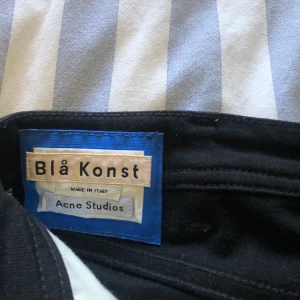 Blå Konst
MADE IN ITALY
Acne Studios